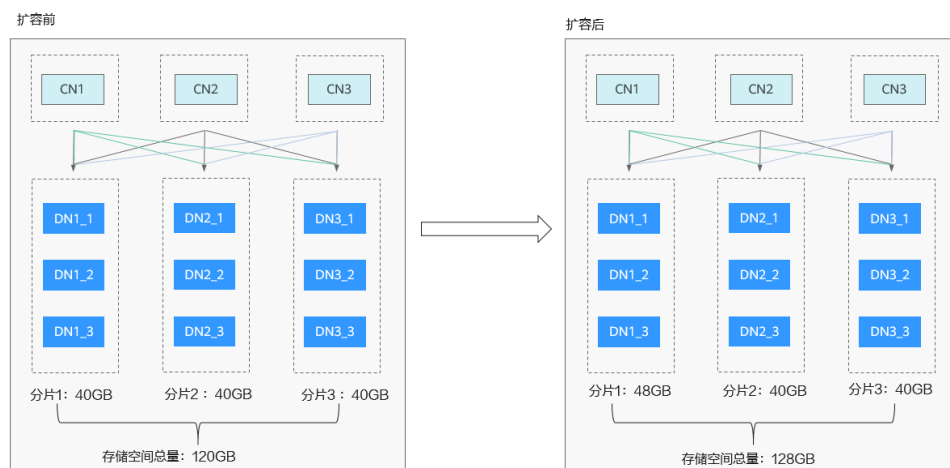 扩容前
CN1
CN2
CN3
DN1_1
DN2_1
DN3_1
DN1_2
DN2_2
DN3_2
DN1_3
DN2_3
DN3_3
分片1：40GB
分片2 ：40GB
分片3 ：40GB
存储空间总量：120GB
扩容后
CN1
CN2
CN3
DN1_1
DN2_1
DN3_1
DN1_2
DN2_2
DN3_2
DN1_3
DN2_3
DN3_3
分片1：48GB
分片2：40GB
分片3：40GB
存储空间总量：128GB